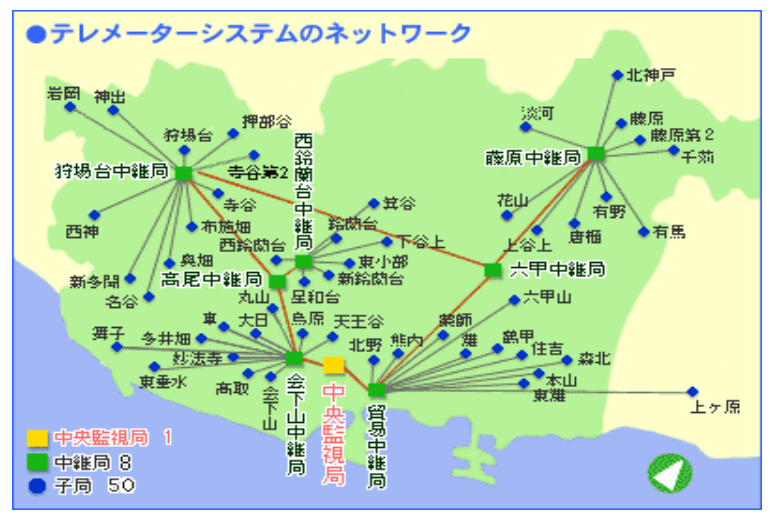 ●テレメーターシステムのネットワーク
岩岡
神出
狩場台
押部谷
狩場台中継局
寺谷第2
寺谷
西神
布施畑
奥畑
新多聞
名谷
西鈴蘭台中継局
箕谷
鈴蘭台
西鈴蘭台
下谷上
東小部
新鈴蘭台
星和台
高尾中継局
北神戸
淡河
藤原
藤原第2
千苅
藤原中継局
花山
有野
有馬
上谷上
唐櫃
六甲中継局
六甲山
丸山
車
大日
烏原
天王谷
舞子
多井畑
妙法寺
東垂水
高取
会下山
会下山中継局
中央監視局
北野
熊内
薬師
灘
鶴甲
住吉
森北
本山
東灘
上ヶ原
貿易中継局
中央監視局 1
中継局 8
子局 50